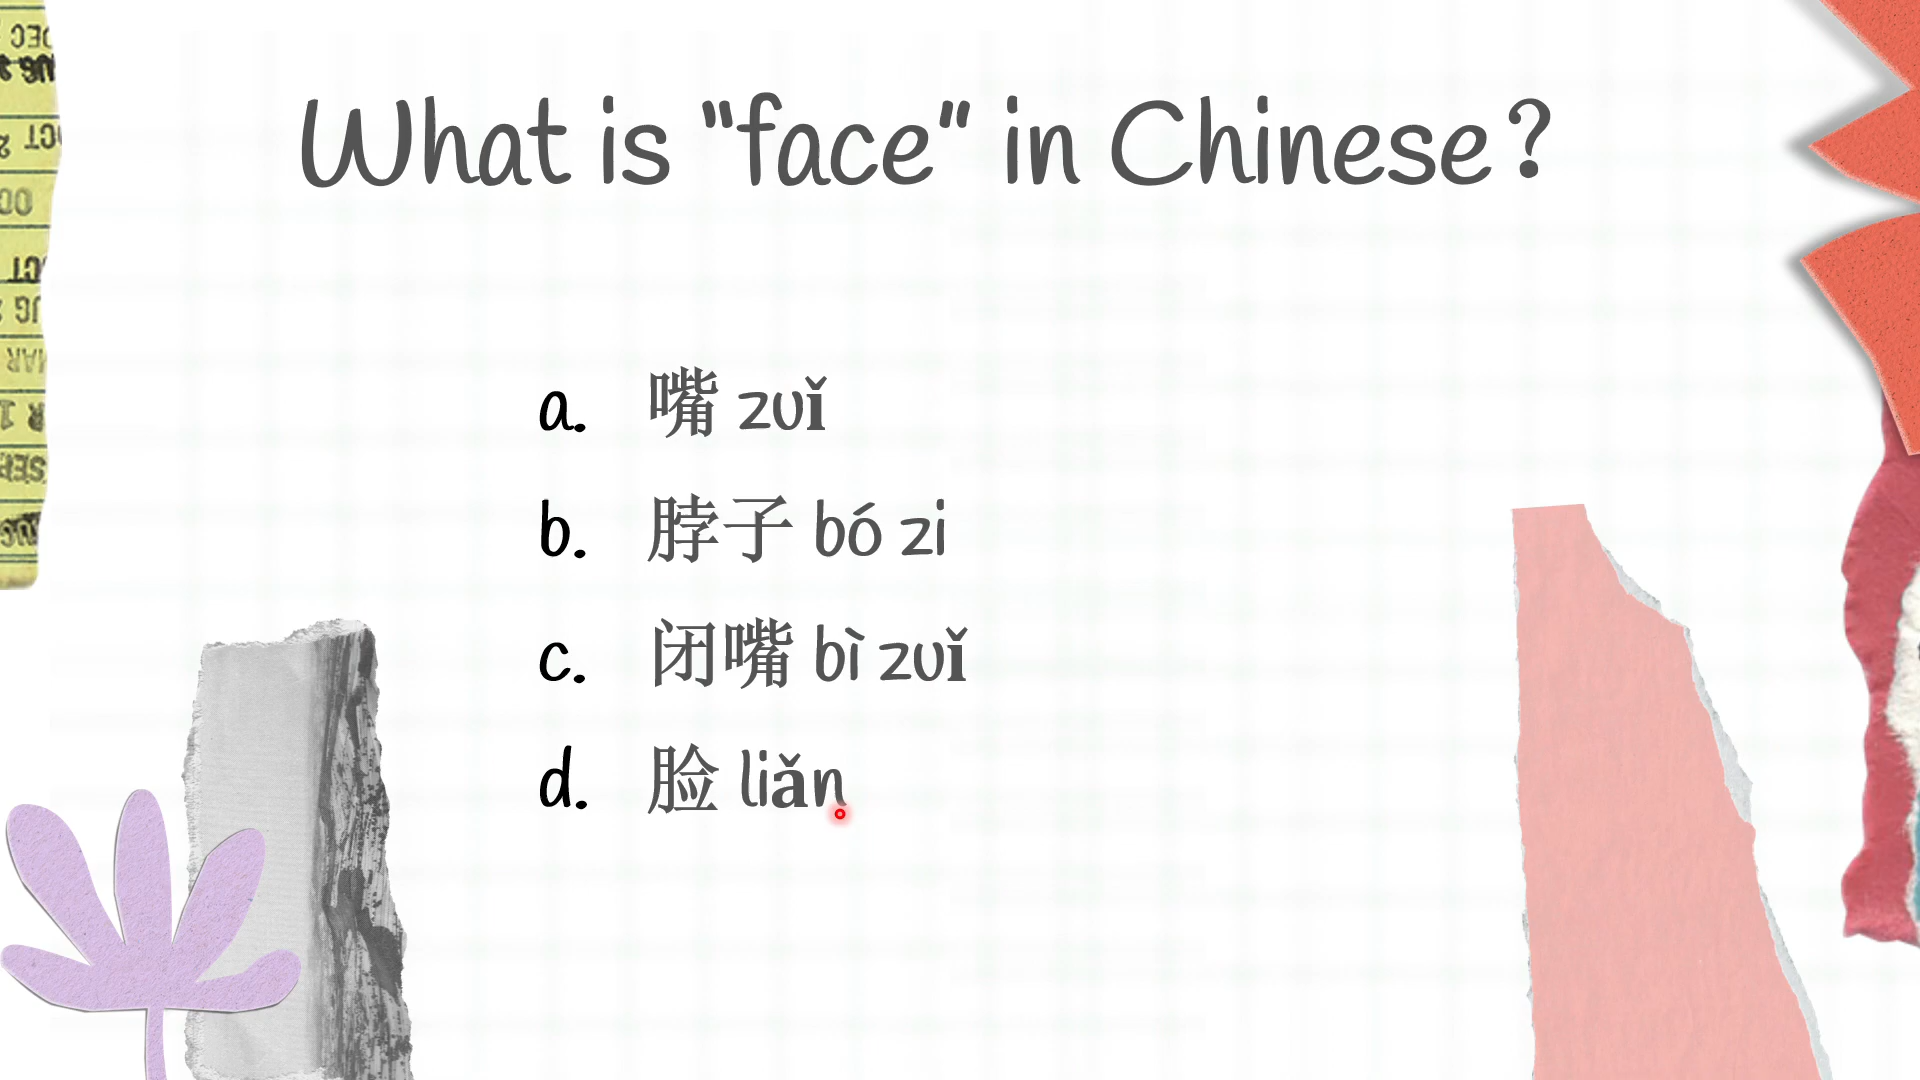 What is "face" in Chinese?
a. 嘴 zuǐ
b. 脖子 bó zi
c. 闭嘴 bì zuǐ
d. 脸 liǎn